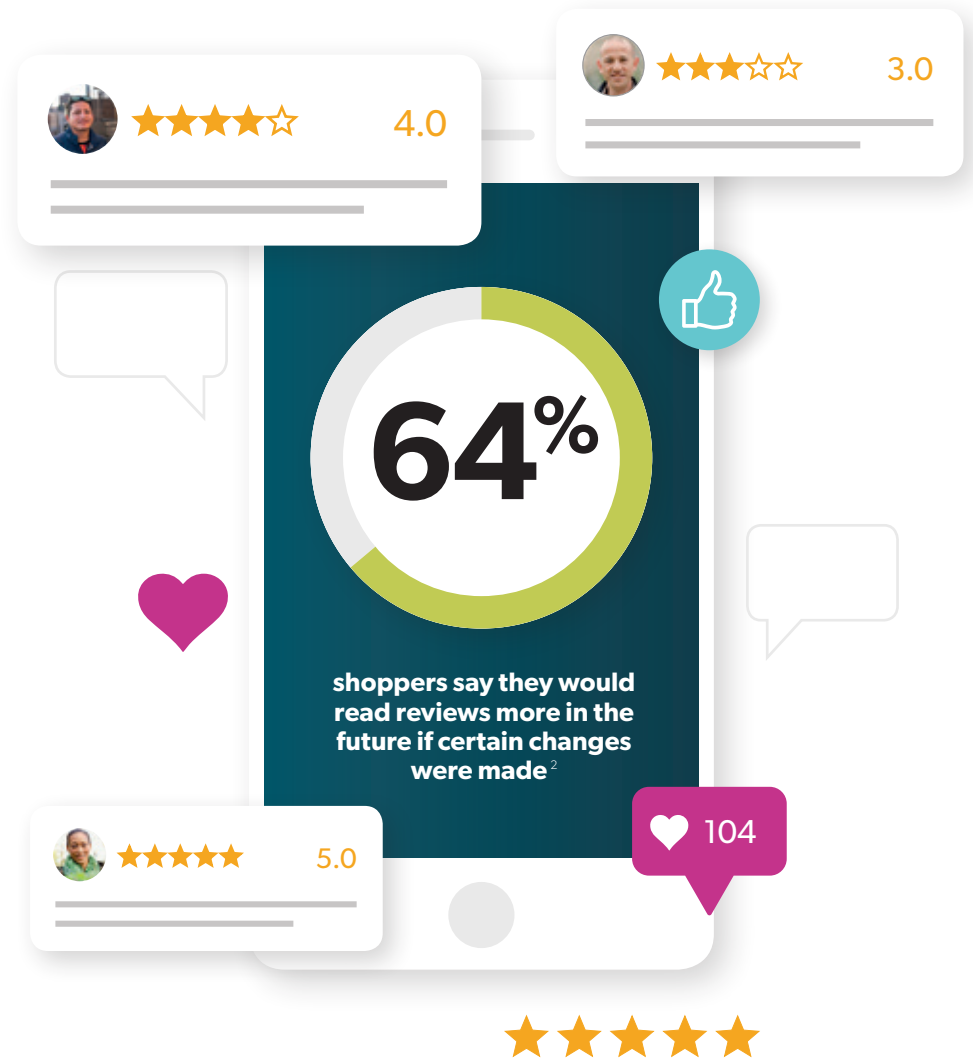 4.0
3.0
64%
shoppers say they would
read reviews more in the
future if certain changes
were made 2
104
5.0